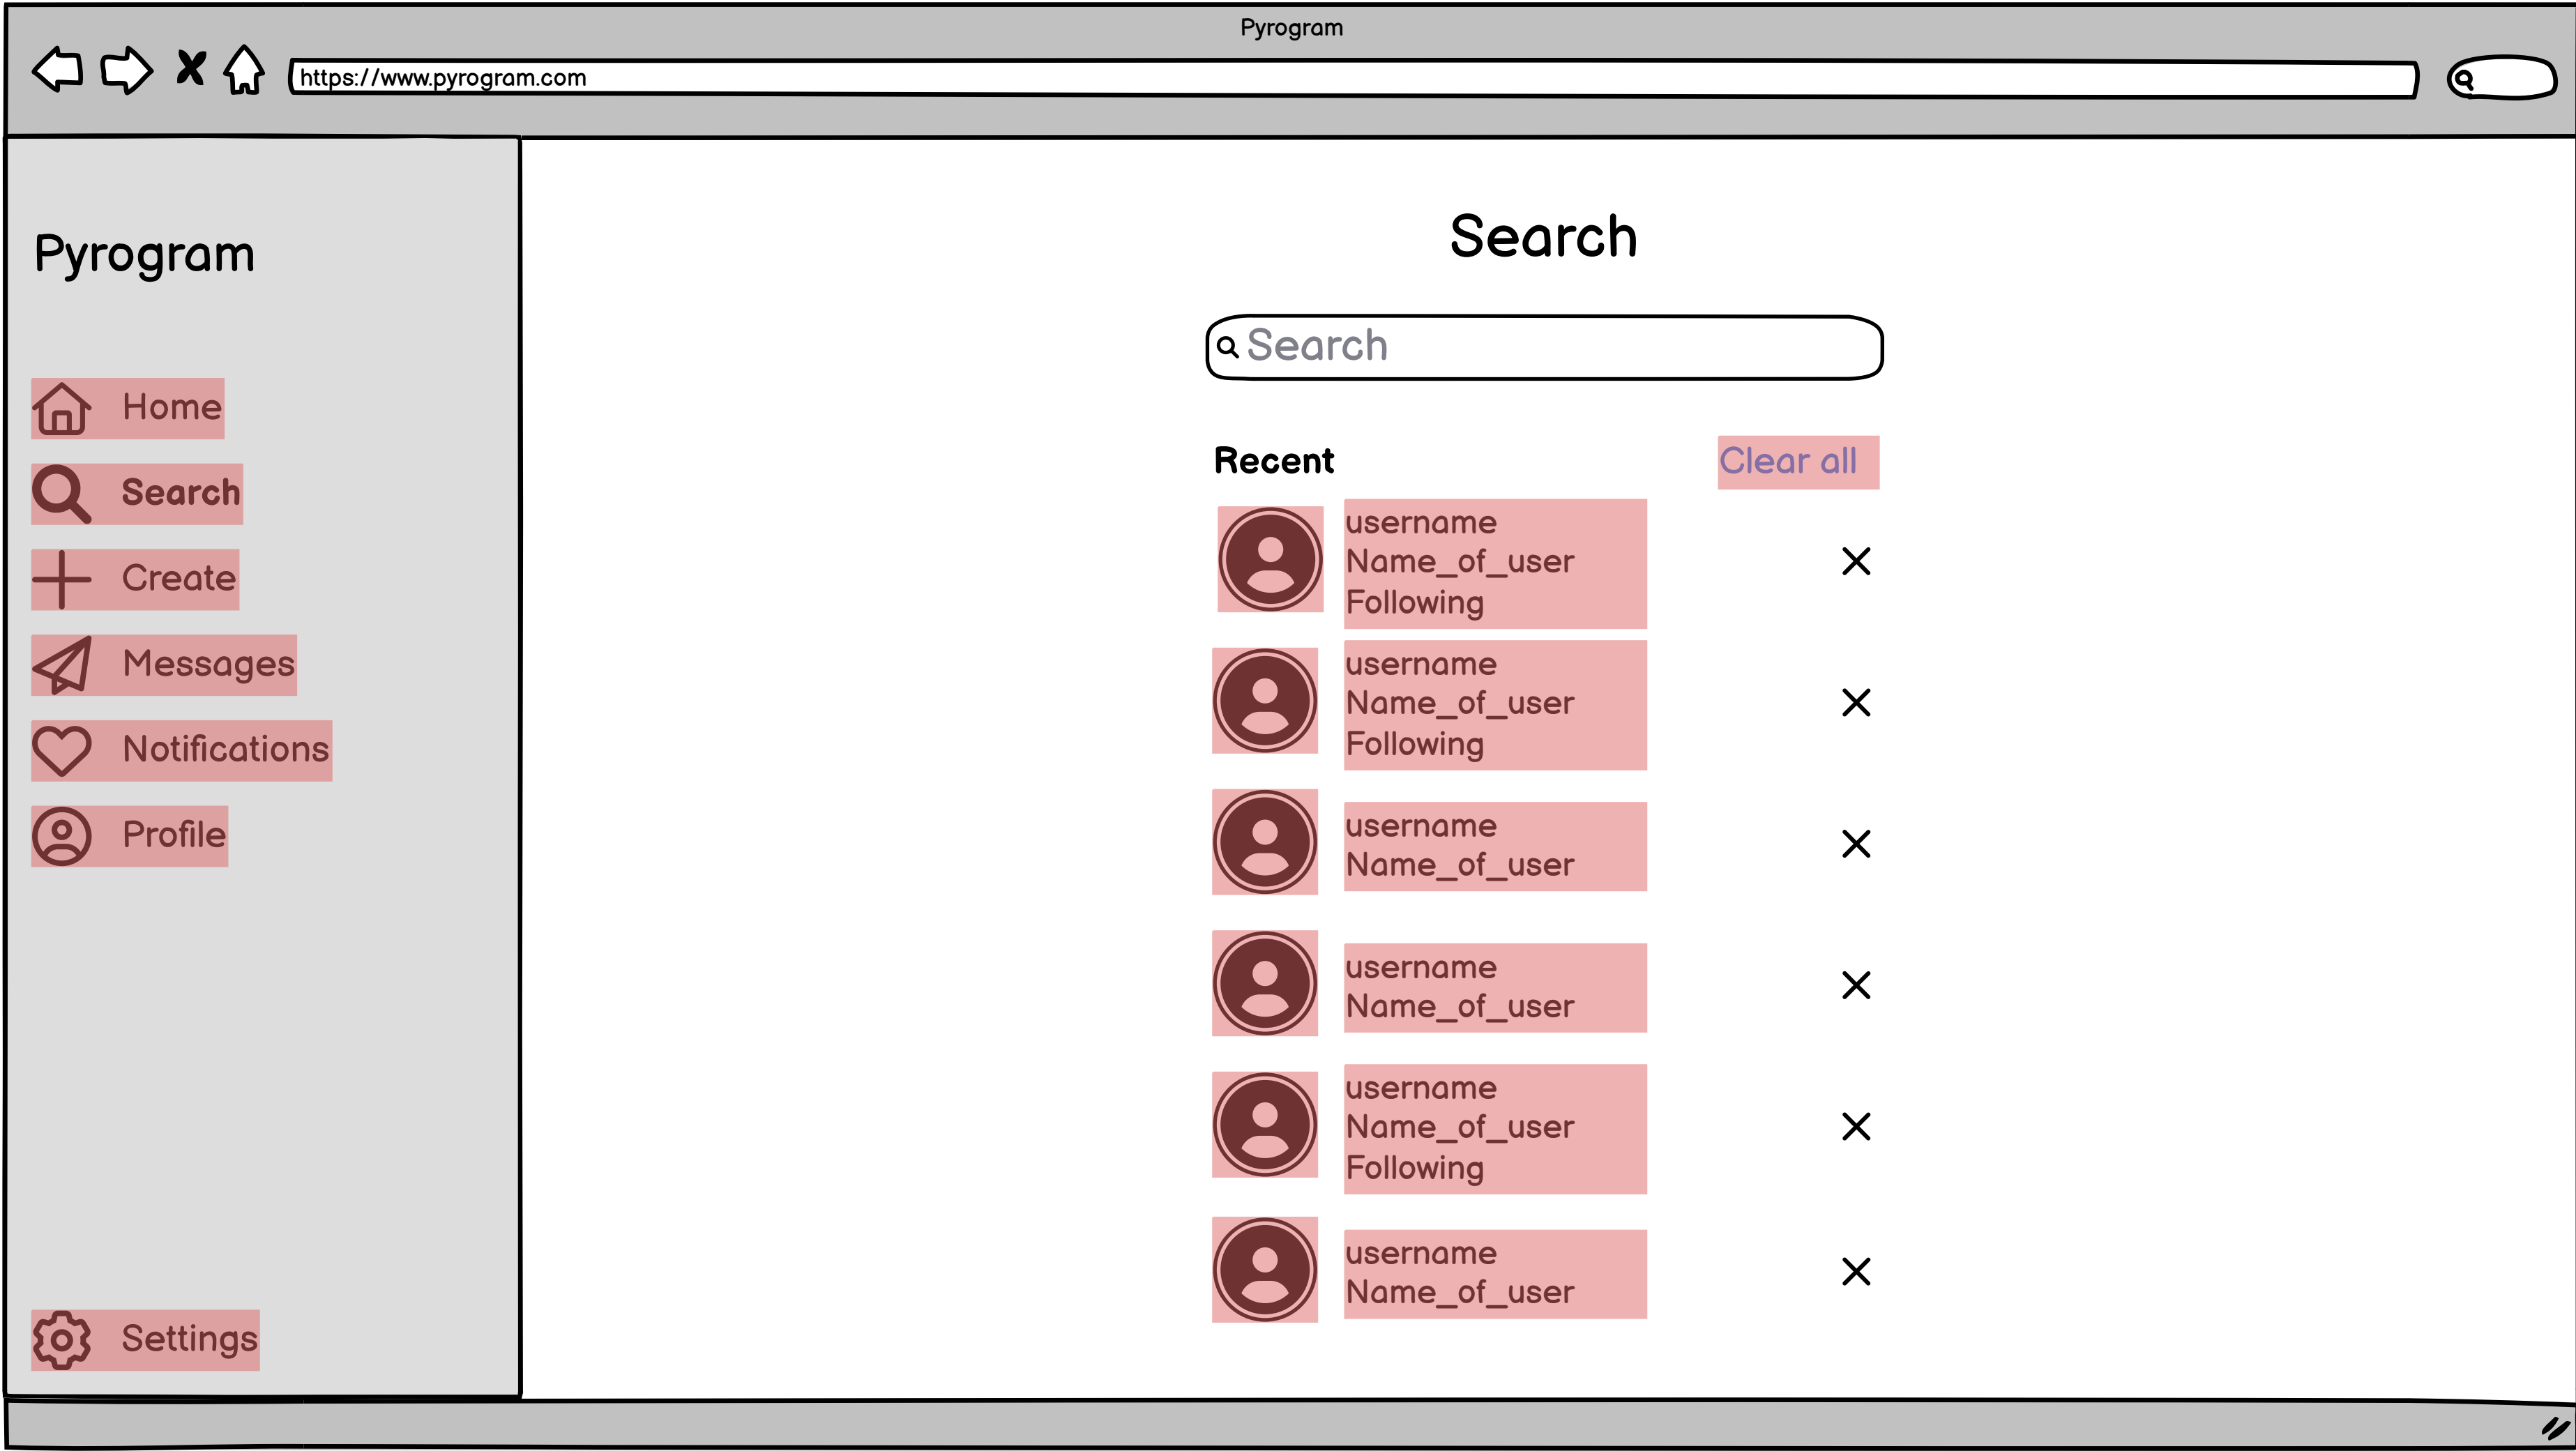 Pyrogram
https://www.pyrogram.com
Pyrogram
Home
Search
Create
Messages
Notifications
Profile
Settings
Search
Search
Recent
Clear all
username
Name_of_user
Following
username
Name_of_user
Following
username
Name_of_user
username
Name_of_user
username
Name_of_user
Following
username
Name_of_user